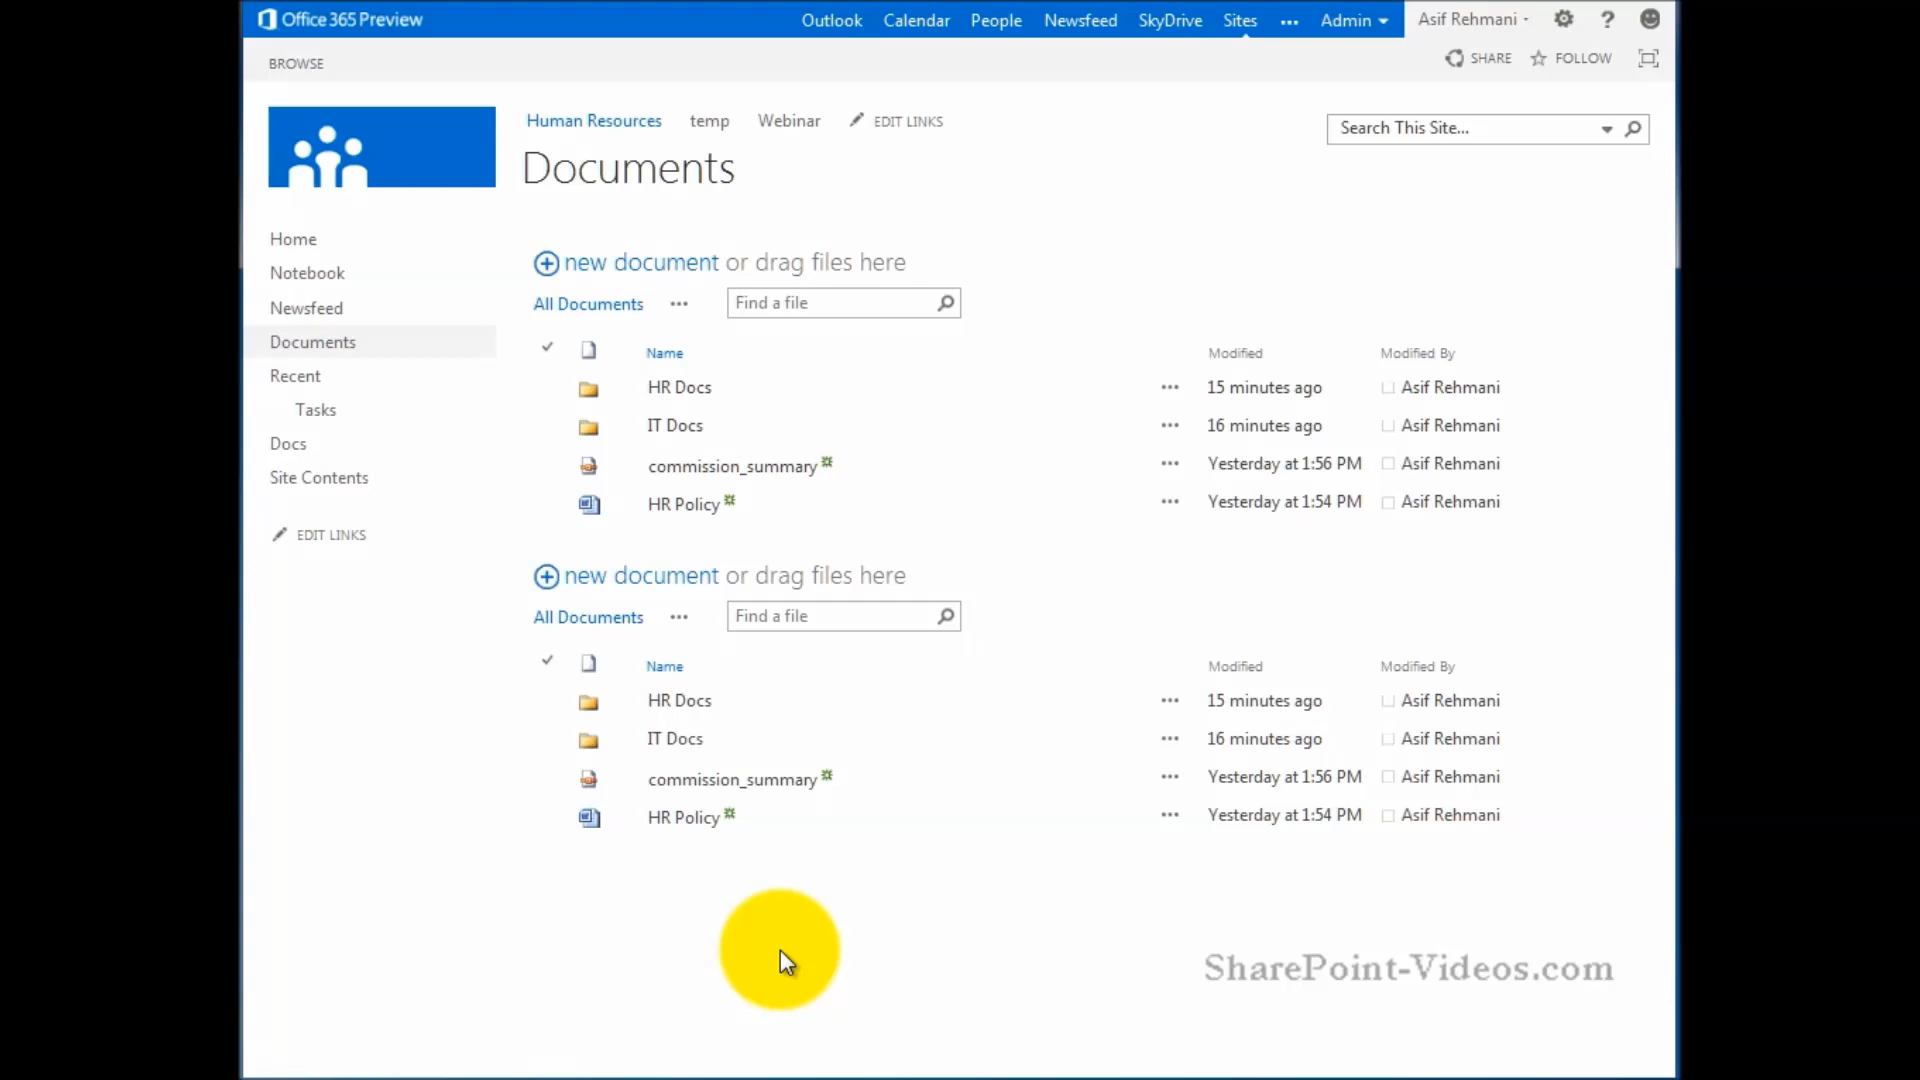 Office 365 Preview
Outlook Calendar People Newsfeed SkyDrive Sites ••• Admin Asif Rehmani ?
BROWSE
SHARE FOLLOW
Human Resources temp Webinar EDIT LINKS
Search This Site...
Documents
Home
Notebook
Newsfeed
Documents
Recent
Tasks
Docs
Site Contents
EDIT LINKS
new document or drag files here
All Documents ••• Find a file
Name Modified Modified By
HR Docs ••• 15 minutes ago Asif Rehmani
IT Docs ••• 16 minutes ago Asif Rehmani
commission_summary ••• Yesterday at 1:56 PM Asif Rehmani
HR Policy ••• Yesterday at 1:54 PM Asif Rehmani
new document or drag files here
All Documents ••• Find a file
Name Modified Modified By
HR Docs ••• 15 minutes ago Asif Rehmani
IT Docs ••• 16 minutes ago Asif Rehmani
commission_summary ••• Yesterday at 1:56 PM Asif Rehmani
HR Policy ••• Yesterday at 1:54 PM Asif Rehmani
SharePoint-Videos.com